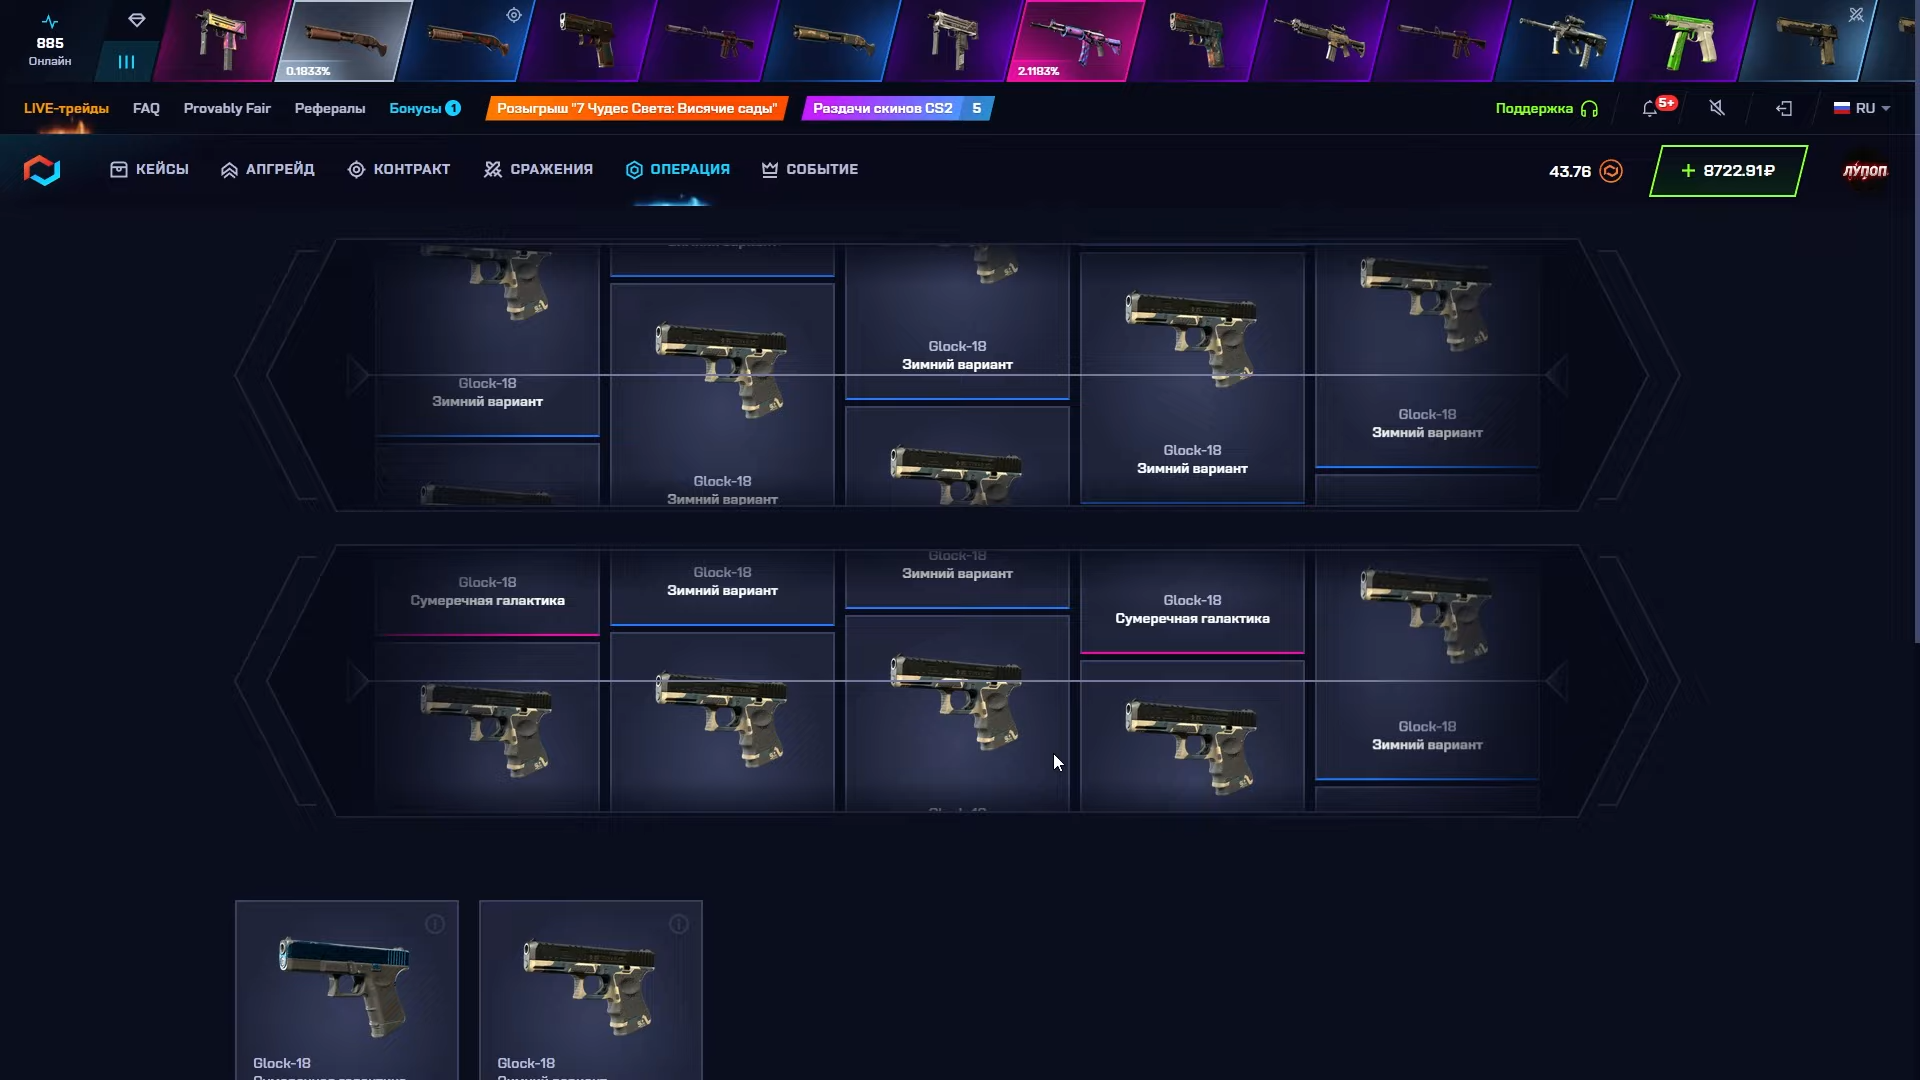 885
Онлайн
0.1833%
2.1183%
LIVE-трейды
FAQ
Provably Fair
Рефералы
Бонусы 1
Розыгрыш "7 Чудес Света: Висячие сады"
Раздачи скинов CS2 5
Поддержка
5+
RU
КЕЙСЫ
АПГРЕЙД
КОНТРАКТ
СРАЖЕНИЯ
ОПЕРАЦИЯ
СОБЫТИЕ
43.76
+ 8722.91₽
ЛУПОП
Glock-18
Зимний вариант
Glock-18
Зимний вариант
Glock-18
Зимний вариант
Glock-18
Зимний вариант
Glock-18
Зимний вариант
Glock-18
Сумеречная галактика
Glock-18
Зимний вариант
Glock-18
Зимний вариант
Glock-18
Сумеречная галактика
Glock-18
Зимний вариант
Glock-18
Glock-18